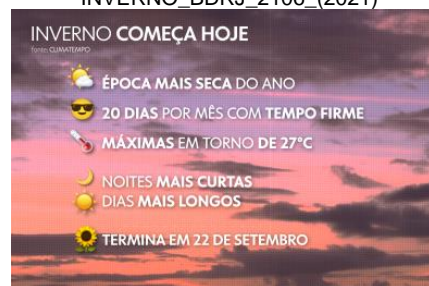 INVERNO_BDRJ_2106_(2021)
INVERNO COMEÇA HOJE
fonte: CLIMATEMPO
ÉPOCA MAIS SECA DO ANO
20 DIAS POR MÊS COM TEMPO FIRME
MÁXIMAS EM TORNO DE 27°C
NOITES MAIS CURTAS
DIAS MAIS LONGOS
TERMINA EM 22 DE SETEMBRO